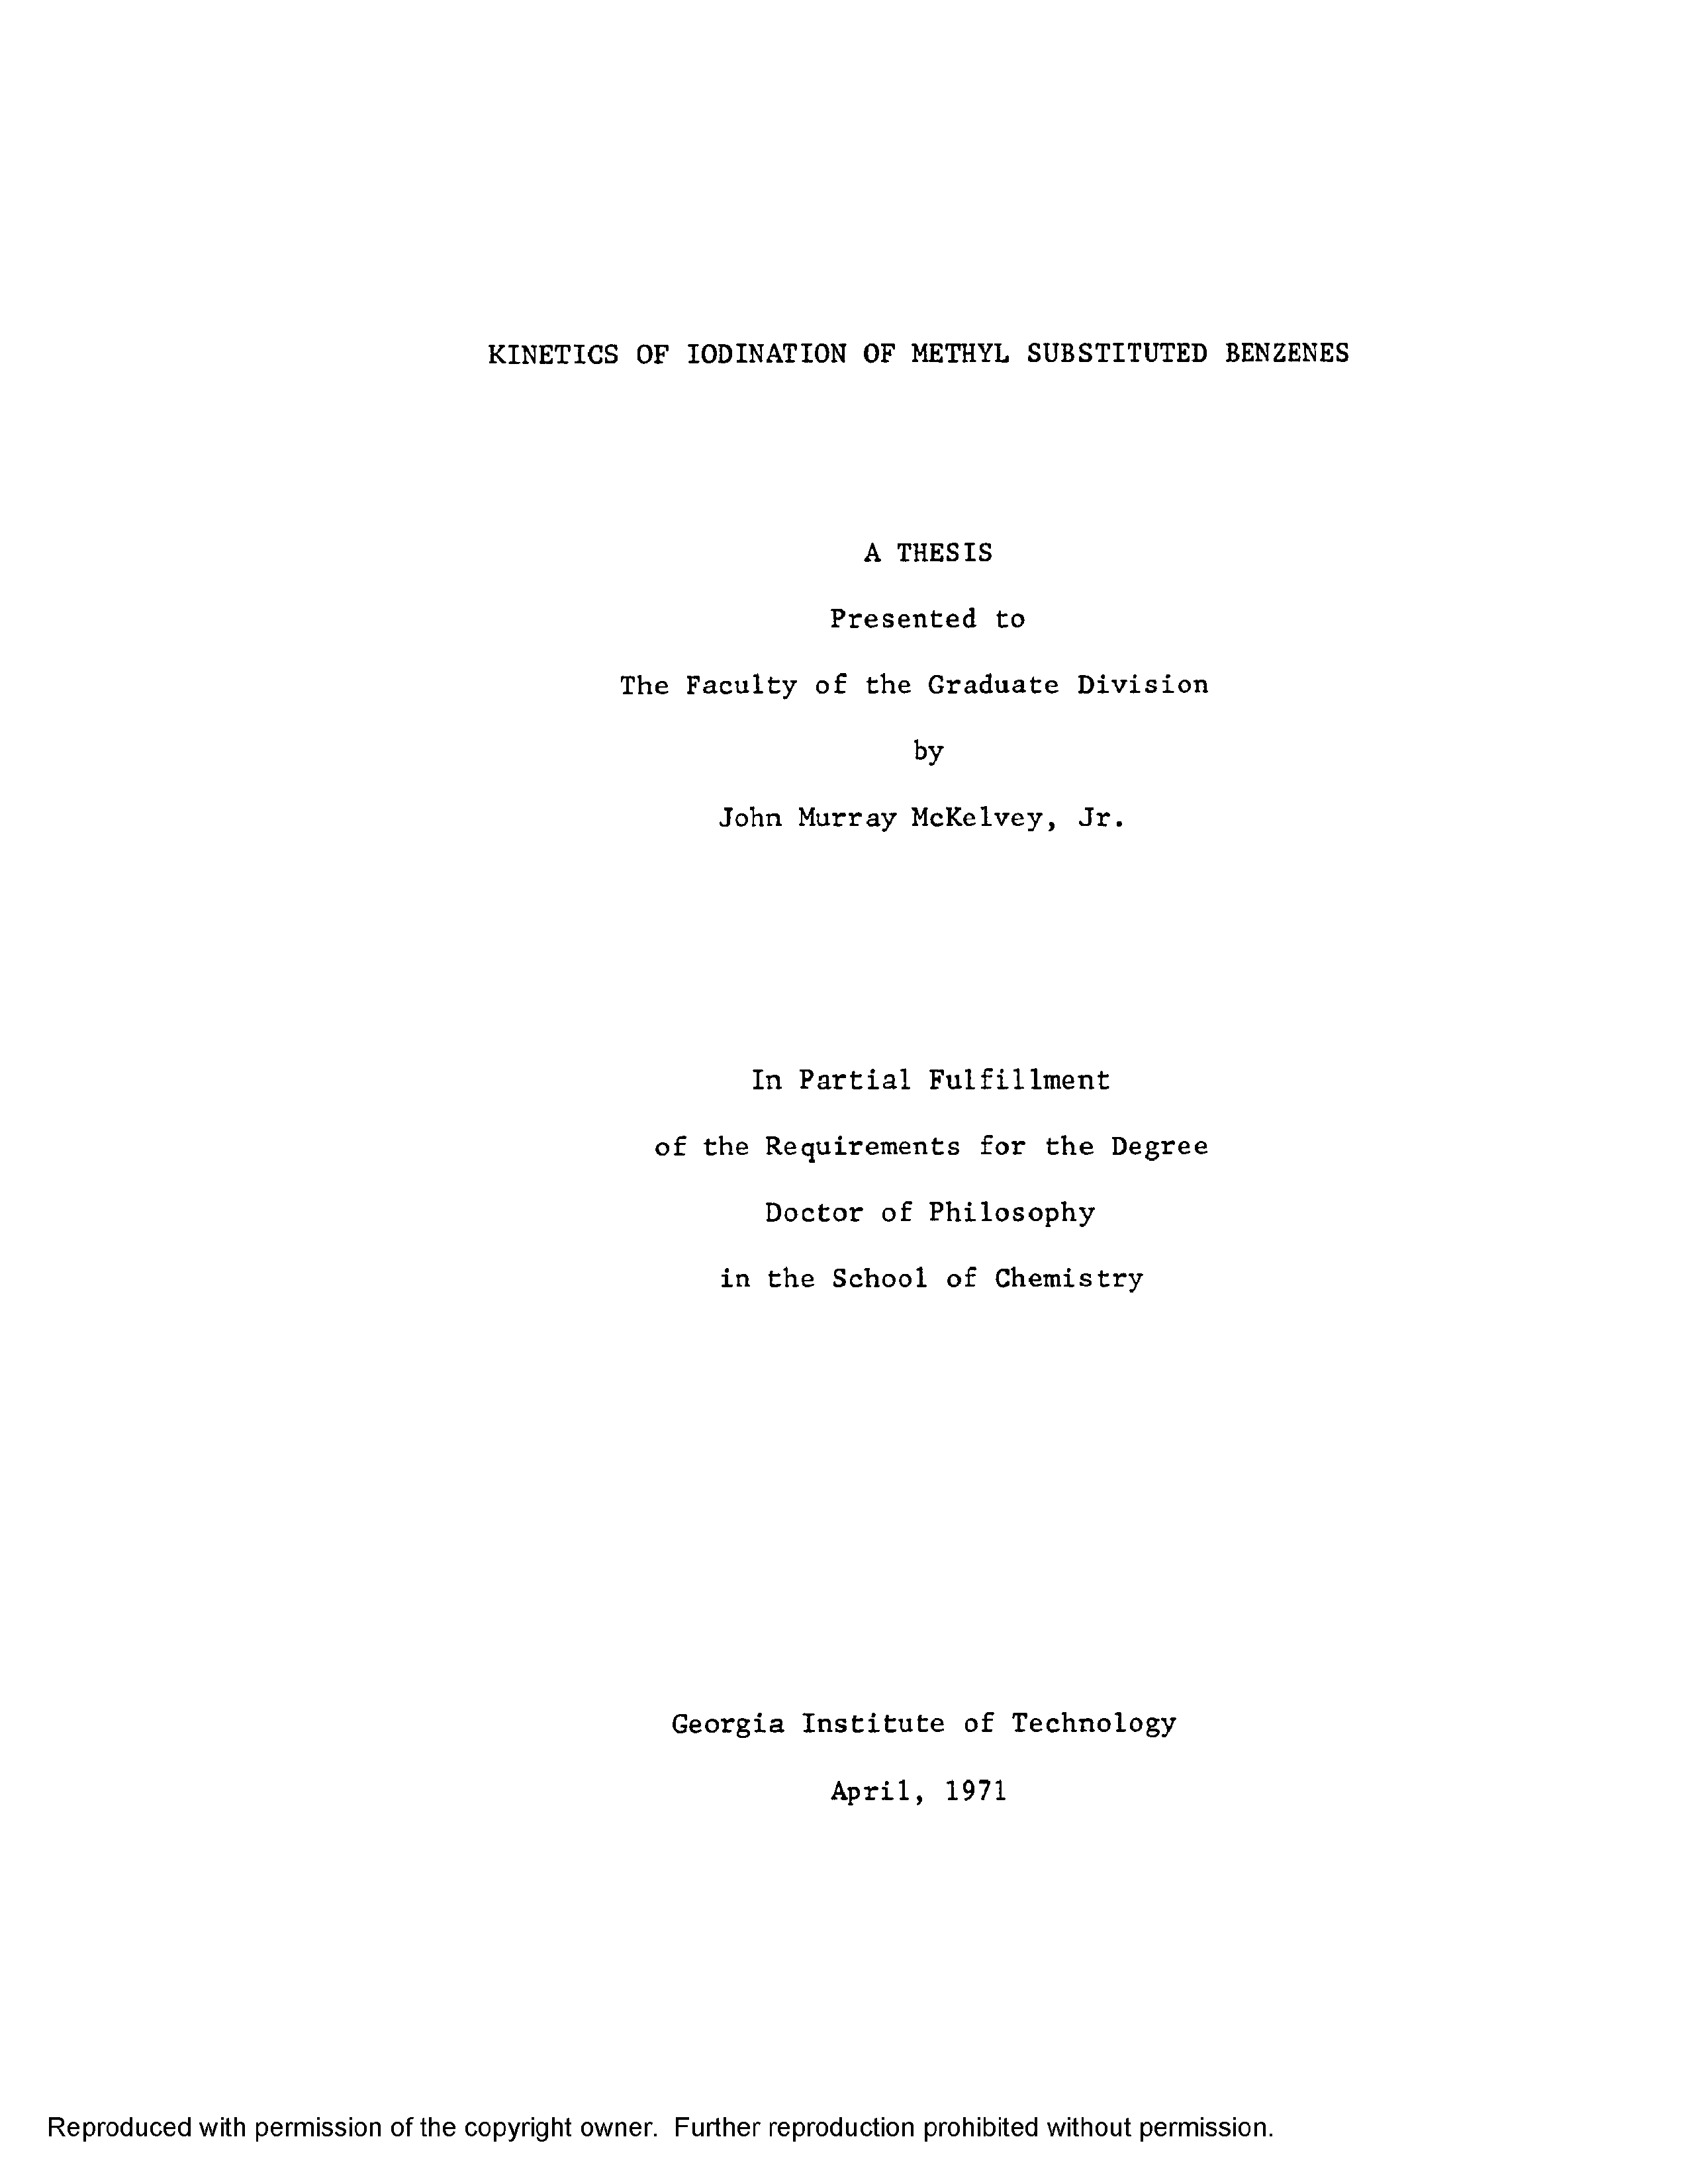 KINETICS OF IODINATION OF METHYL SUBSTITUTED BENZENES
A THESIS
Presented to
The Faculty of the Graduate Division
by
John Murray McKelvey, Jr.
In Partial Fulfillment
of the Requirements for the Degree
Doctor of Philosophy
in the School of Chemistry
Georgia Institute of Technology
April, 1971
Reproduced with permission of the copyright owner. Further reproduction prohibited without permission.